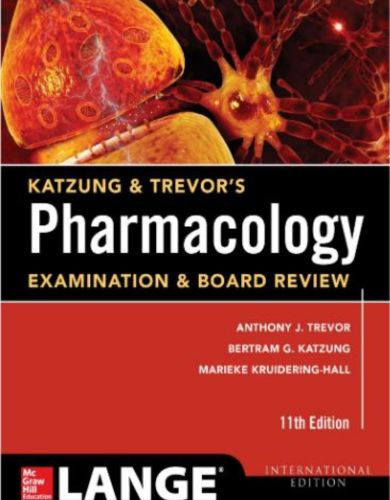 KATZUNG & TREVOR'S
Pharmacology
EXAMINATION & BOARD REVIEW
ANTHONY J. TREVOR
BERTRAM G. KATZUNG
MARIEKE KRUIDERING-HALL
11th Edition
Mc
Graw
Hill
Education
LANGE®
INTERNATIONAL
EDITION